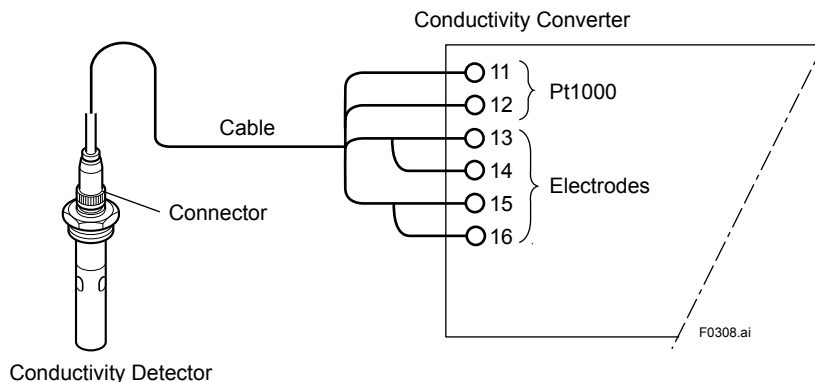 Conductivity Converter
11
12
Pt1000
Cable
13
14
Electrodes
15
16
Connector
F0308.ai
Conductivity Detector